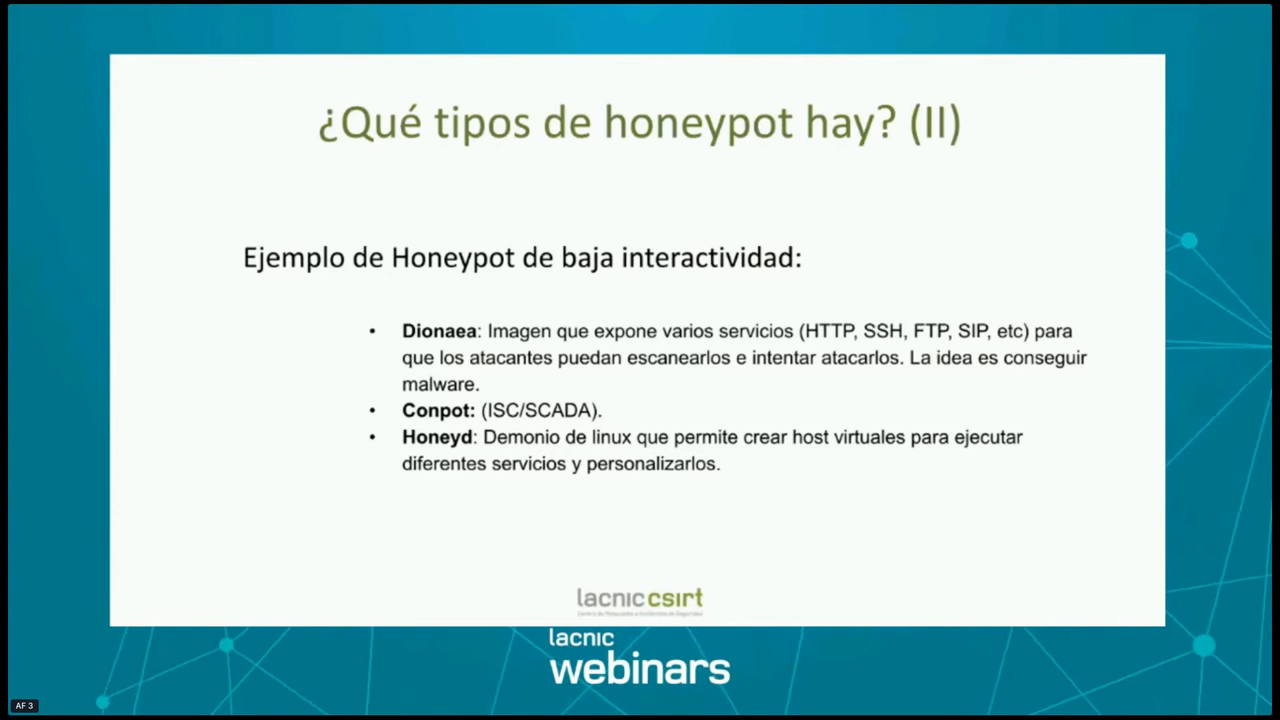 ¿Qué tipos de honeypot hay? (II)
Ejemplo de Honeypot de baja interactividad:
• Dionaea: Imagen que expone varios servicios (HTTP, SSH, FTP, SIP, etc) para
que los atacantes puedan escanearlos e intentar atacarlos. La idea es conseguir
malware.
• Conpot: (ISC/SCADA).
• Honeyd: Demonio de linux que permite crear host virtuales para ejecutar
diferentes servicios y personalizarlos.
lacnic csirt
lacnic
webinars
AF 3